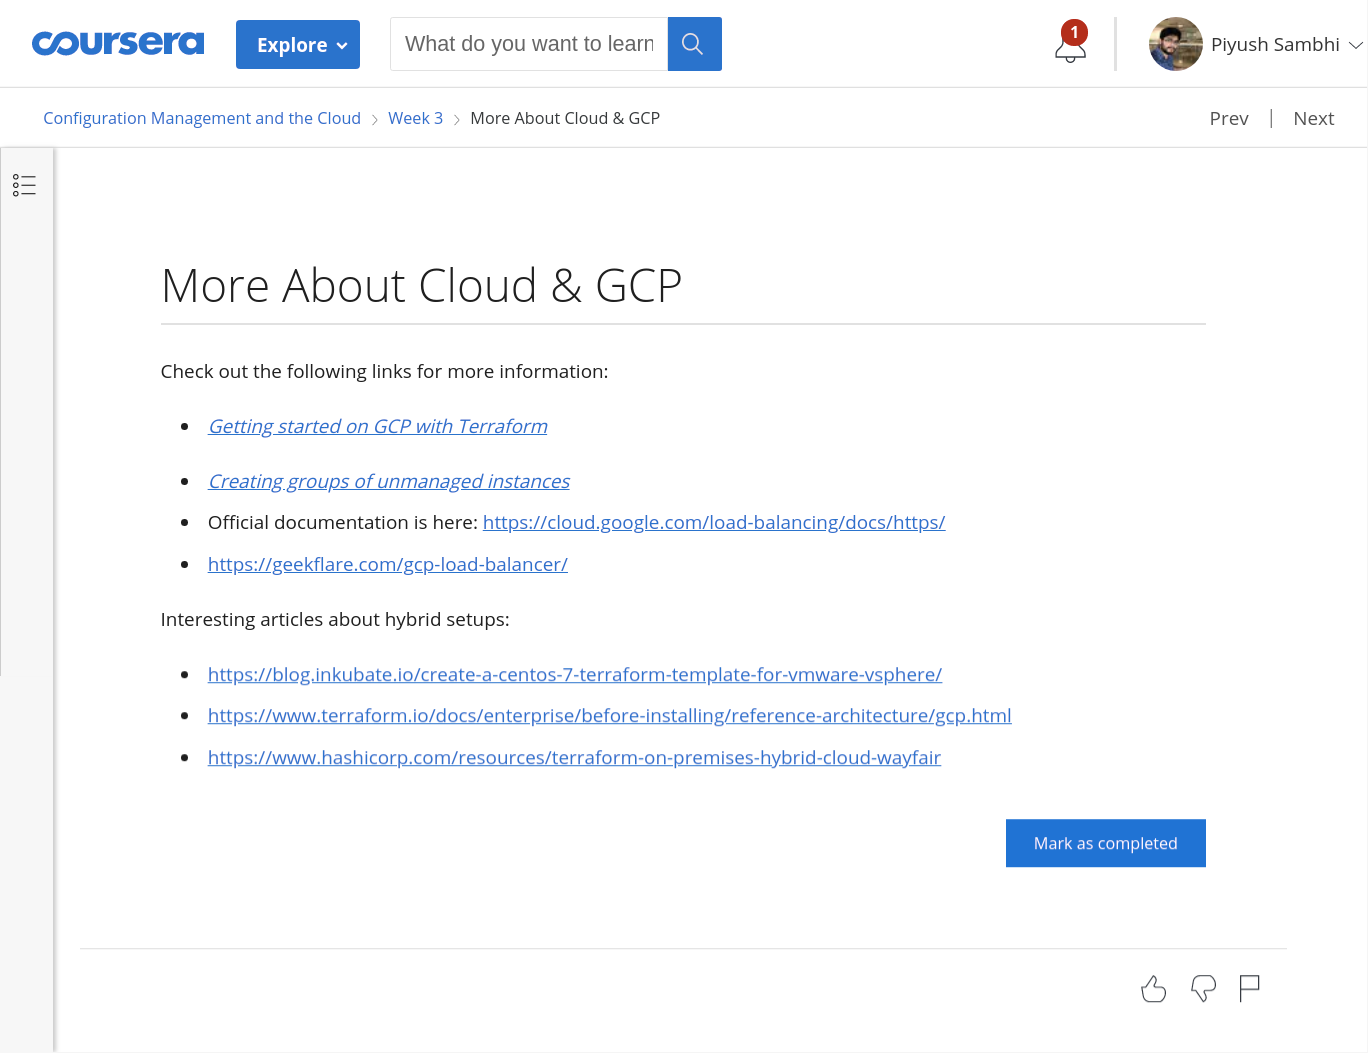 coursera
Explore
What do you want to learn
1
Piyush Sambhi
Configuration Management and the Cloud > Week 3 > More About Cloud & GCP
Prev | Next
More About Cloud & GCP
Check out the following links for more information:
Getting started on GCP with Terraform
Creating groups of unmanaged instances
Official documentation is here: https://cloud.google.com/load-balancing/docs/https/
https://geekflare.com/gcp-load-balancer/
Interesting articles about hybrid setups:
https://blog.inkubate.io/create-a-centos-7-terraform-template-for-vmware-vsphere/
https://www.terraform.io/docs/enterprise/before-installing/reference-architecture/gcp.html
https://www.hashicorp.com/resources/terraform-on-premises-hybrid-cloud-wayfair
Mark as completed